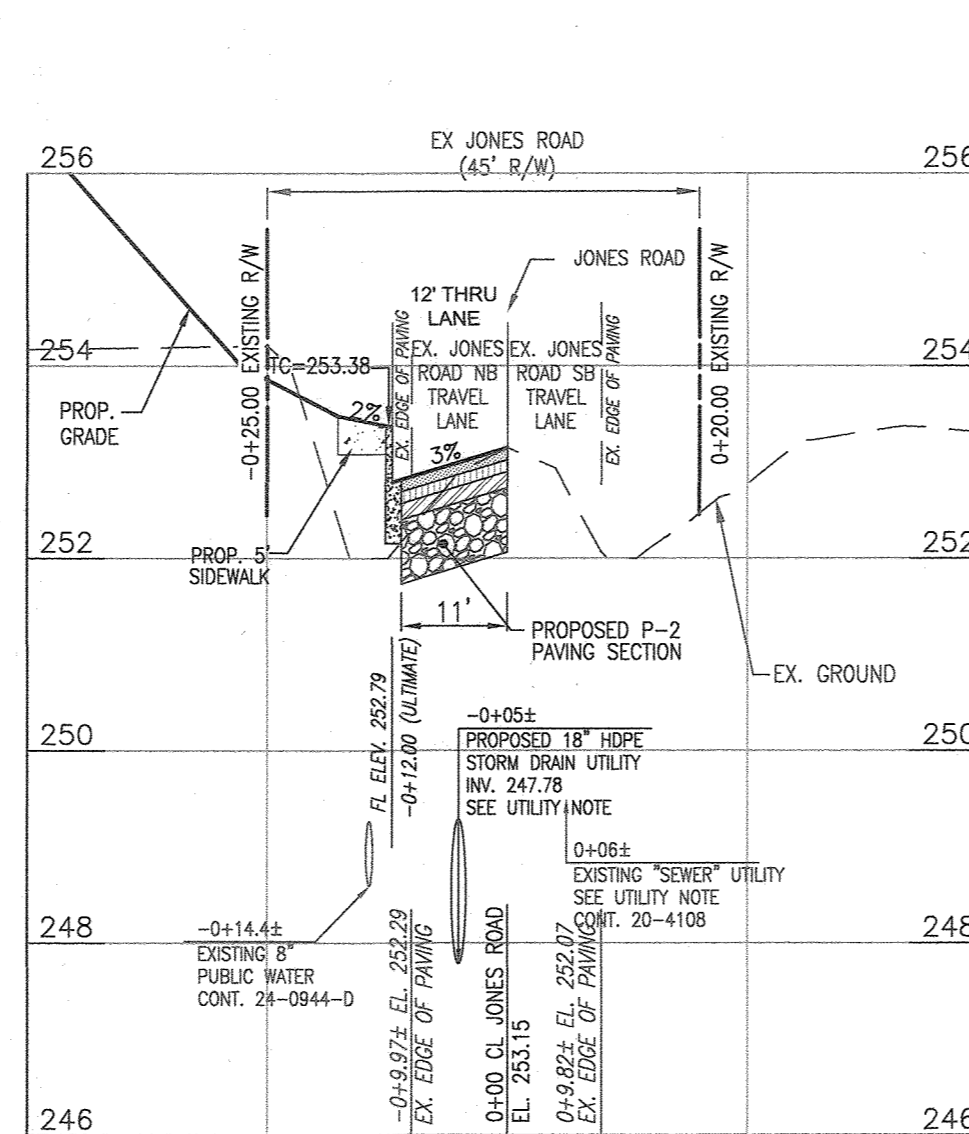 EX JONES ROAD
(45' R/W)
256
256
-0+25.00 EXISTING R/W
0+20.00 EXISTING R/W
JONES ROAD
12' THRU
LANE
EX. EDGE OF PAVING
EX. JONES
ROAD NB
TRAVEL
LANE
EX. JONES
ROAD SB
TRAVEL
LANE
EX. EDGE OF PAVING
254
254
TC=253.38
PROP.
GRADE
2%
3%
PROP. 5'
SIDEWALK
252
252
11'
PROPOSED P-2
PAVING SECTION
EX. GROUND
FL ELEV. 252.79
-0+12.00 (ULTIMATE)
-0+05±
PROPOSED 18" HDPE
STORM DRAIN UTILITY
INV. 247.78
SEE UTILITY NOTE
250
250
0+06±
EXISTING "SEWER" UTILITY
SEE UTILITY NOTE
CONT. 20-4108
248
248
-0+14.4±
EXISTING 8"
PUBLIC WATER
CONT. 24-0944-D
-0+9.97± EL. 252.29
EX. EDGE OF PAVING
0+00 CL JONES ROAD
EL. 253.15
0+9.82± EL. 252.07
EX. EDGE OF PAVING
246
246